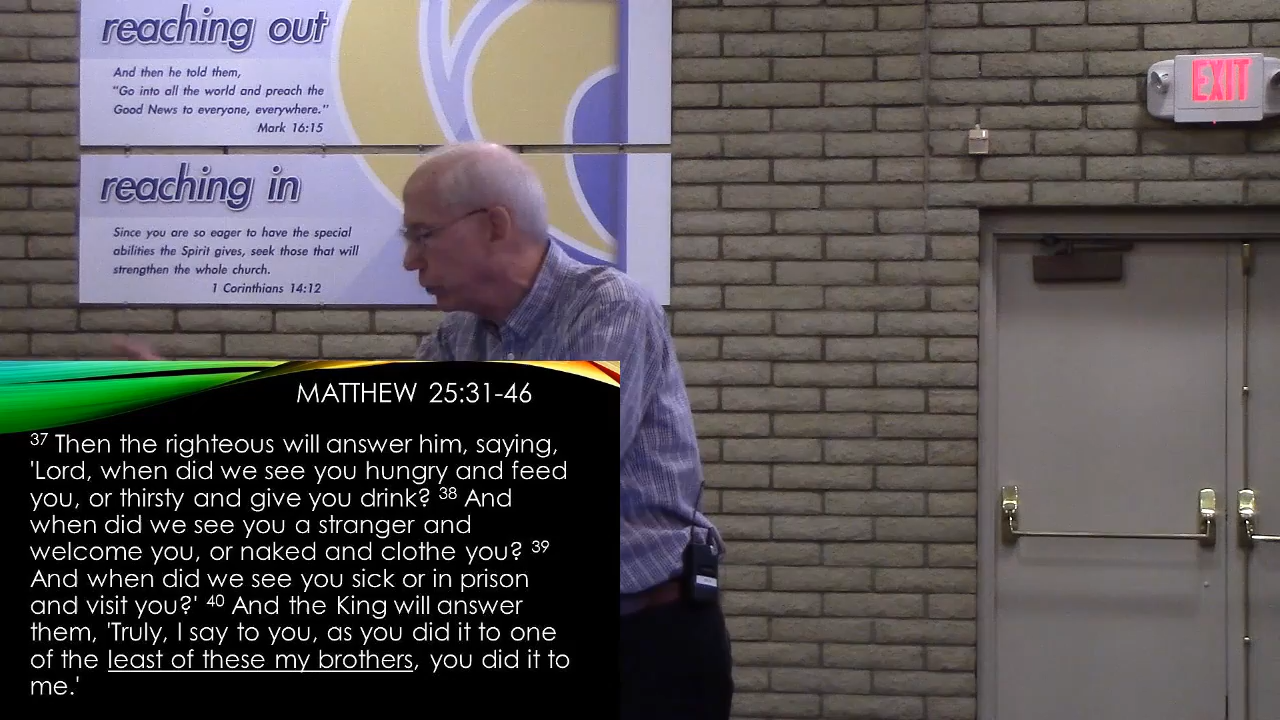 reaching out
And then he told them,
"Go into all the world and preach the
Good News to everyone, everywhere."
Mark 16:15
reaching in
Since you are so eager to have the special
abilities the Spirit gives, seek those that will
strengthen the whole church.
1 Corinthians 14:12
EXIT
MATTHEW 25:31-46
37 Then the righteous will answer him, saying,
'Lord, when did we see you hungry and feed
you, or thirsty and give you drink? 38 And
when did we see you a stranger and
welcome you, or naked and clothe you? 39
And when did we see you sick or in prison
and visit you?' 40 And the King will answer
them, 'Truly, I say to you, as you did it to one
of the least of these my brothers, you did it to
me.'